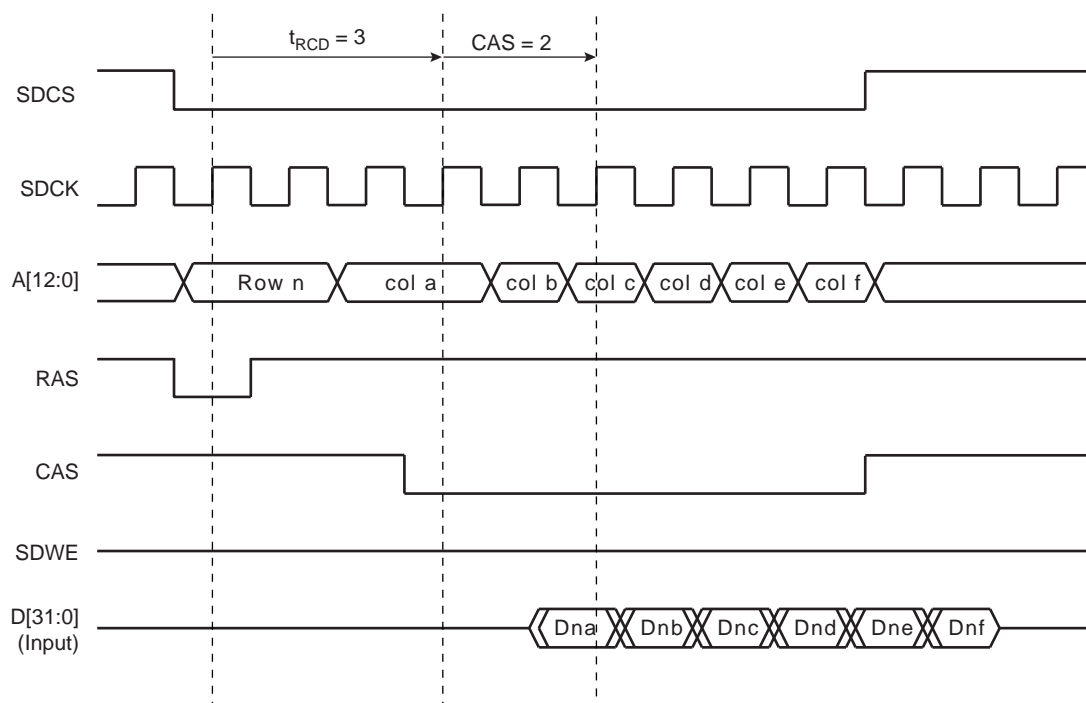 t_RCD = 3
CAS = 2
SDCS
SDCK
A[12:0]
Row n
col a
col b
col c
col d
col e
col f
RAS
CAS
SDWE
D[31:0]
(Input)
Dna
Dnb
Dnc
Dnd
Dne
Dnf